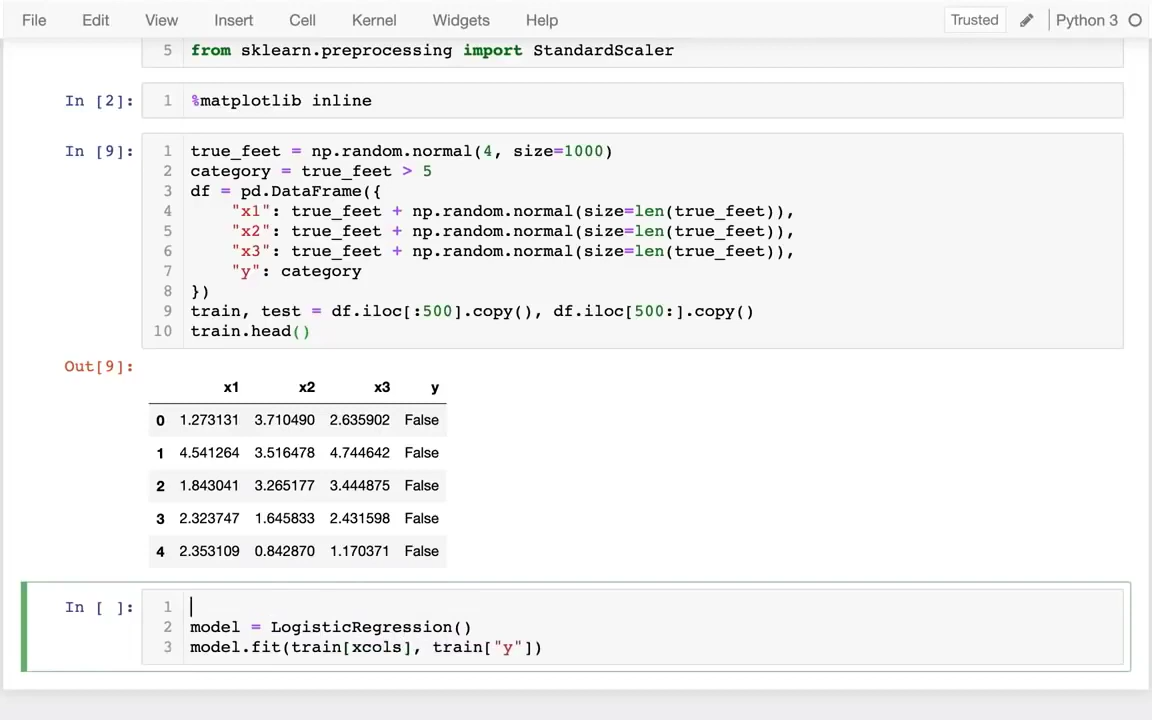 File Edit View Insert Cell Kernel Widgets Help Trusted Python 3
5 from sklearn.preprocessing import StandardScaler
In [2]: 1 %matplotlib inline
In [9]: 1 true_feet = np.random.normal(4, size=1000)
2 category = true_feet > 5
3 df = pd.DataFrame({
4 "x1": true_feet + np.random.normal(size=len(true_feet)),
5 "x2": true_feet + np.random.normal(size=len(true_feet)),
6 "x3": true_feet + np.random.normal(size=len(true_feet)),
7 "y": category
8 })
9 train, test = df.iloc[:500].copy(), df.iloc[500:].copy()
10 train.head()
Out[9]:
x1 x2 x3 y
0 1.273131 3.710490 2.635902 False
1 4.541264 3.516478 4.744642 False
2 1.843041 3.265177 3.444875 False
3 2.323747 1.645833 2.431598 False
4 2.353109 0.842870 1.170371 False
In [ ]: 1
2 model = LogisticRegression()
3 model.fit(train[xcols], train["y"])